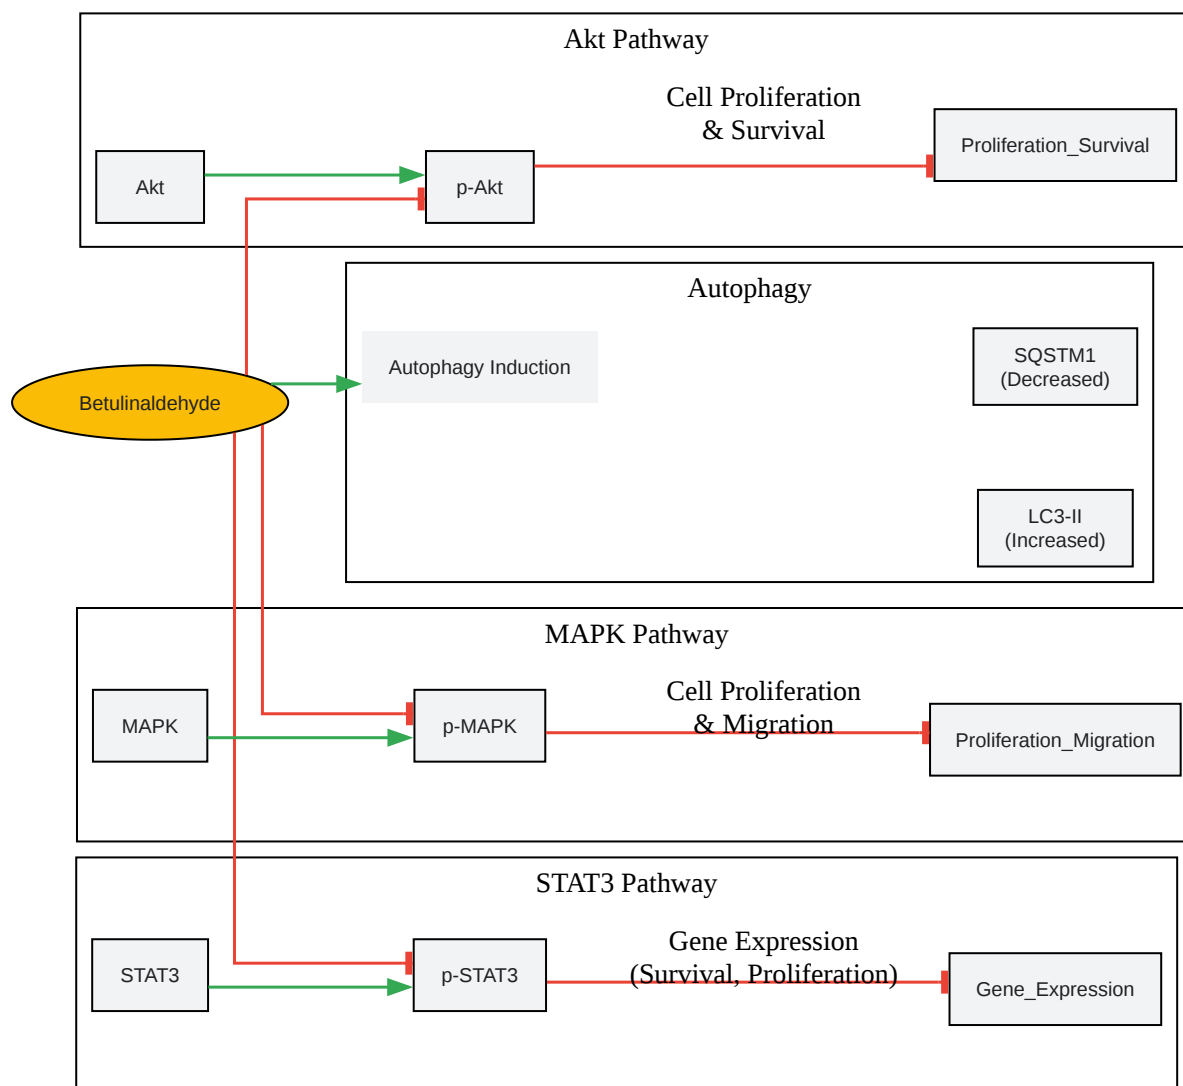 Akt Pathway
Cell Proliferation
& Survival
Proliferation_Survival
Akt
p-Akt
Autophagy
Autophagy Induction
SQSTM1
(Decreased)
Betulinaldehyde
LC3-II
(Increased)
MAPK Pathway
Cell Proliferation
& Migration
MAPK
p-MAPK
Proliferation_Migration
STAT3 Pathway
Gene Expression
(Survival, Proliferation)
STAT3
p-STAT3
Gene_Expression